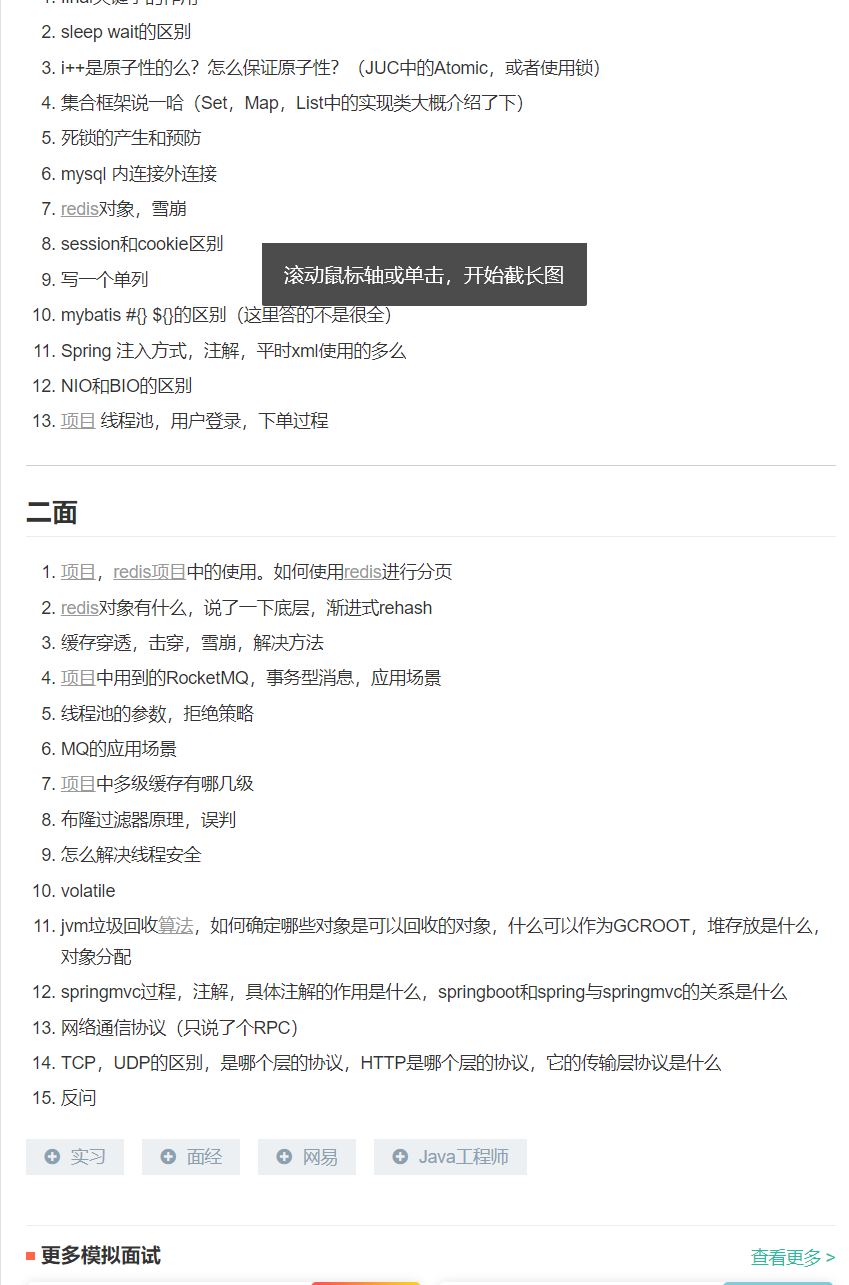 1. final关键字的作用
2. sleep wait的区别
3. i++是原子性的么？怎么保证原子性？（JUC中的Atomic，或者使用锁）
4. 集合框架说一哈（Set，Map，List中的实现类大概介绍了下）
5. 死锁的产生和预防
6. mysql 内连接外连接
7. redis对象，雪崩
8. session和cookie区别
9. 写一个单列
滚动鼠标轴或单击，开始截长图
10. mybatis #{} ${}的区别（这里答的不是很全）
11. Spring 注入方式，注解，平时xml使用的多么
12. NIO和BIO的区别
13. 项目 线程池，用户登录，下单过程
二面
1. 项目，redis项目中的使用。如何使用redis进行分页
2. redis对象有什么，说了一下底层，渐进式rehash
3. 缓存穿透，击穿，雪崩，解决方法
4. 项目中用到的RocketMQ，事务型消息，应用场景
5. 线程池的参数，拒绝策略
6. MQ的应用场景
7. 项目中多级缓存有哪几级
8. 布隆过滤器原理，误判
9. 怎么解决线程安全
10. volatile
11. jvm垃圾回收算法，如何确定哪些对象是可以回收的对象，什么可以作为GCROOT，堆存放是什么，
对象分配
12. springmvc过程，注解，具体注解的作用是什么，springboot和spring与springmvc的关系是什么
13. 网络通信协议（只说了个RPC）
14. TCP，UDP的区别，是哪个层的协议，HTTP是哪个层的协议，它的传输层协议是什么
15. 反问
实习 面经 网易 Java工程师
更多模拟面试 查看更多 >